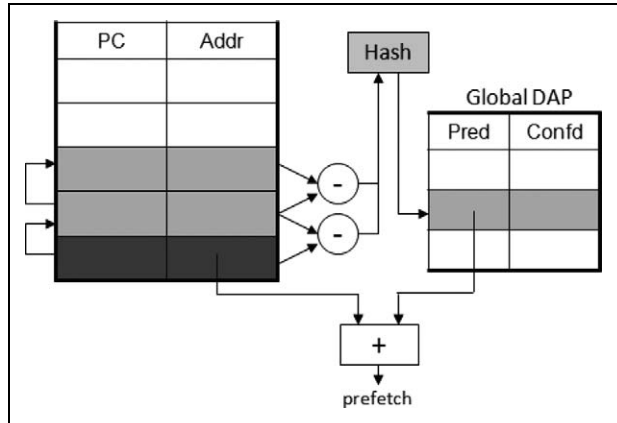 PC Addr
Hash
Global DAP
Pred Confd
-
-
+
prefetch